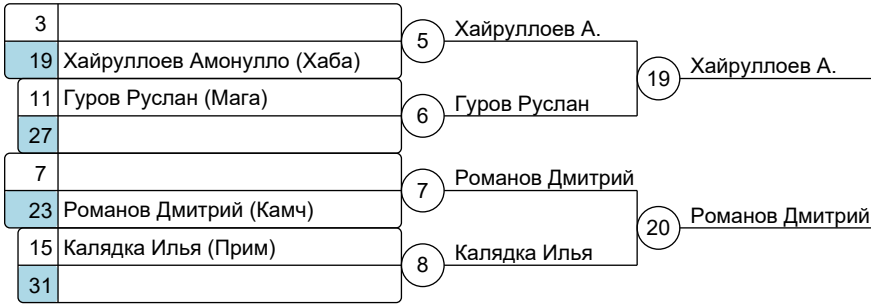 3
19 Хайруллоев Амонулло (Хаба)
5 Хайруллоев А.
11 Гуров Руслан (Мага)
27
6 Гуров Руслан
19 Хайруллоев А.
7
23 Романов Дмитрий (Камч)
7 Романов Дмитрий
15 Калядка Илья (Прим)
31
8 Калядка Илья
20 Романов Дмитрий